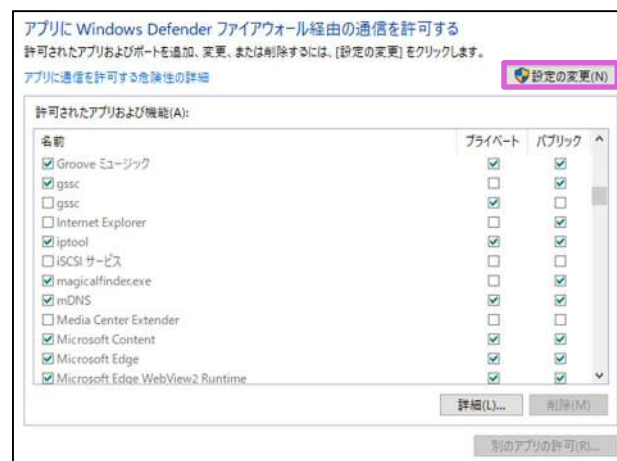 アプリに Windows Defender ファイアウォール経由の通信を許可する
許可されたアプリおよびポートを追加、変更、または削除するには、[設定の変更] をクリックします。
アプリに通信を許可する危険性の詳細
設定の変更(N)
許可されたアプリおよび機能(A):
名前 プライベート パブリック
Groove ミュージック
gssc
gssc
Internet Explorer
iptool
iSCSI サービス
magicalfinder.exe
mDNS
Media Center Extender
Microsoft Content
Microsoft Edge
Microsoft Edge WebView2 Runtime
詳細(L)... 削除(M)
別のアプリの許可(R)...